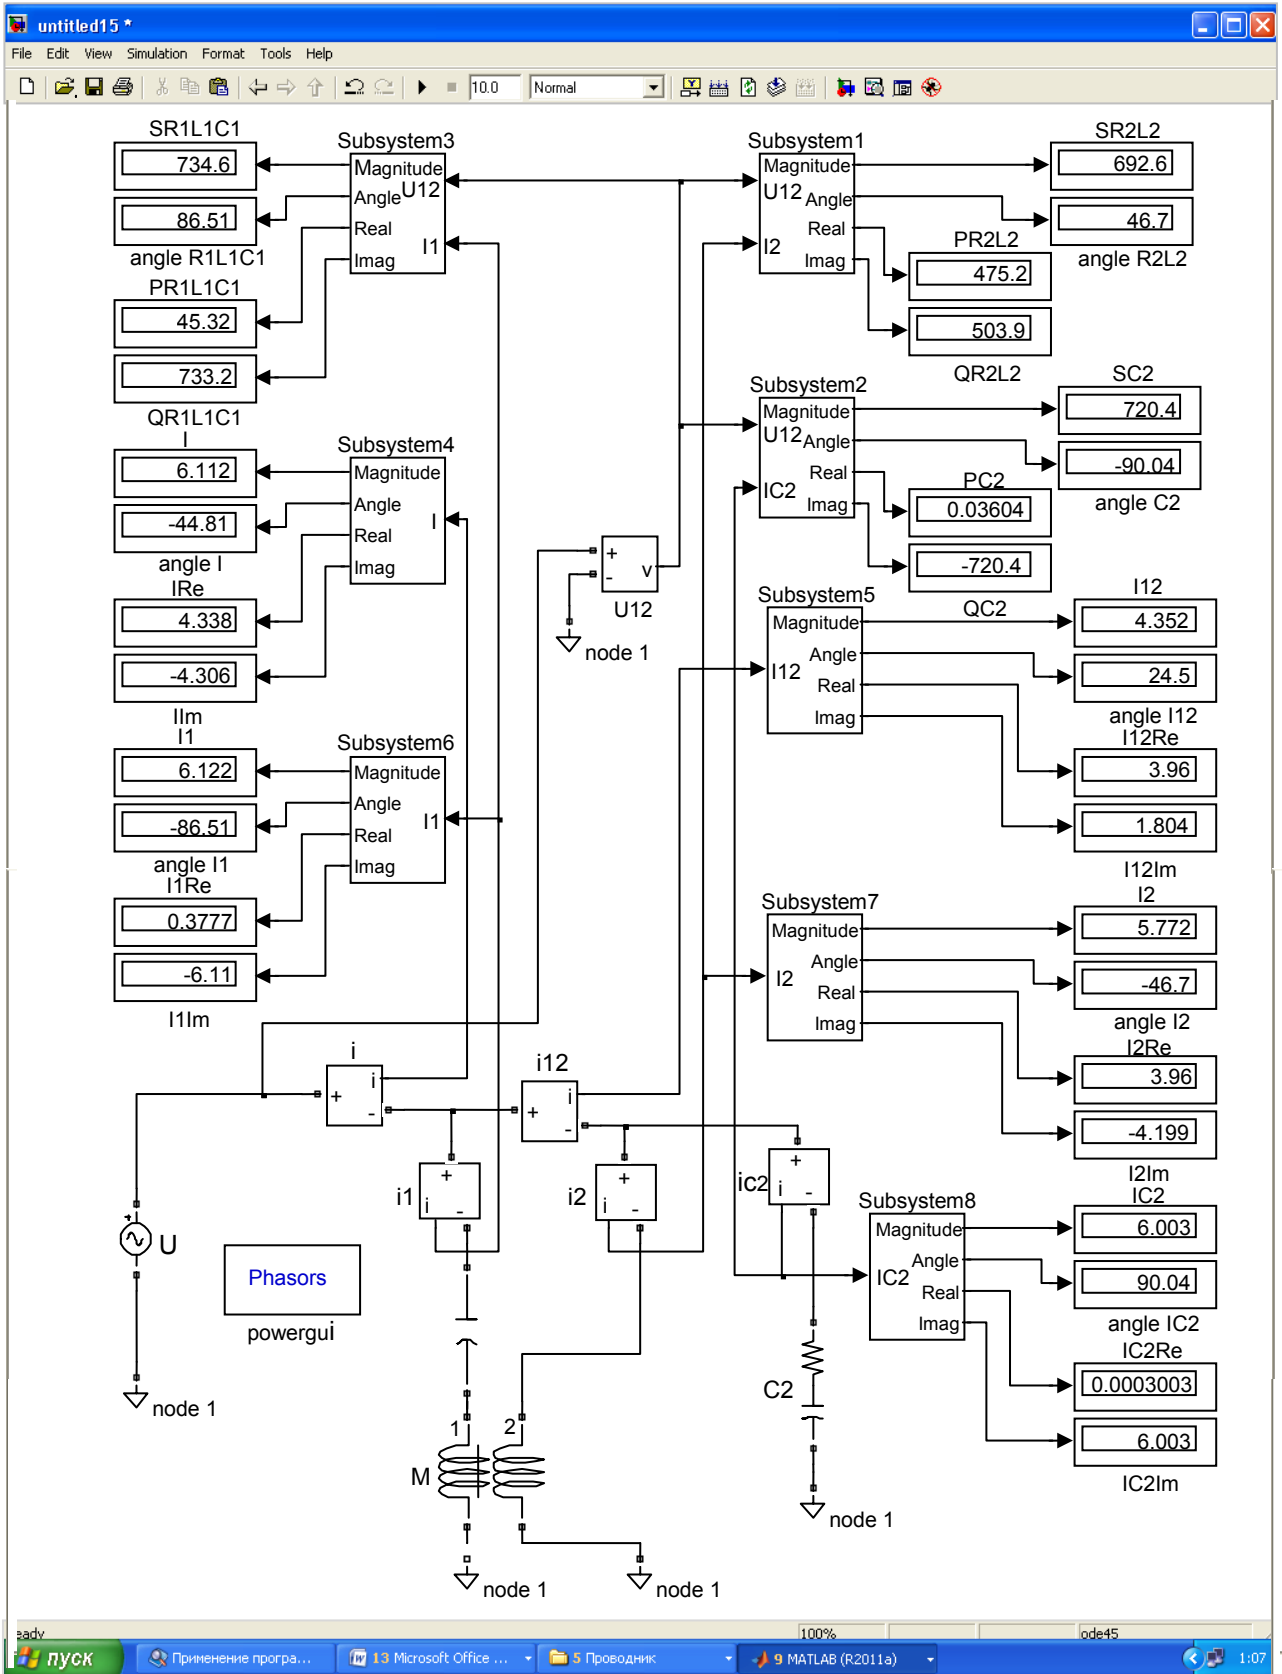 untitled15 *
File Edit View Simulation Format Tools Help
10.0 Normal
SR1L1C1
734.6
86.51
angle R1L1C1
PR1L1C1
45.32
733.2
QR1L1C1
Subsystem3
Magnitude
Angle
Real
Imag
U12
I1
I
6.112
-44.81
angle I
IRe
4.338
-4.306
IIm
Subsystem4
Magnitude
Angle
Real
Imag
I
I1
6.122
-86.51
angle I1
I1Re
0.3777
-6.11
I1Im
Subsystem6
Magnitude
Angle
Real
Imag
I1
Subsystem1
Magnitude
U12 Angle
Real
I2
Imag
SR2L2
692.6
46.7
angle R2L2
PR2L2
475.2
503.9
QR2L2
Subsystem2
Magnitude
U12 Angle
Real
IC2
Imag
SC2
720.4
-90.04
angle C2
PC2
0.03604
-720.4
QC2
+
-
v
U12
node 1
Subsystem5
Magnitude
Angle
I12
Real
Imag
I12
4.352
24.5
angle I12
I12Re
3.96
1.804
I12Im
Subsystem7
Magnitude
Angle
I2
Real
Imag
I2
5.772
-46.7
angle I2
I2Re
3.96
-4.199
I2Im
i
+ i
-
i12
+ i
-
i1
+
i -
i2
+
i -
ic2
+
i -
Subsystem8
Magnitude
Angle
IC2
Real
Imag
IC2
6.003
90.04
angle IC2
IC2Re
0.0003003
6.003
IC2Im
+
U
node 1
Phasors
powergui
1 2
M
node 1
node 1
C2
node 1
eady 100% ode45
пуск Применение програ... 13 Microsoft Office ... 5 Проводник 9 MATLAB (R2011a) 1:07